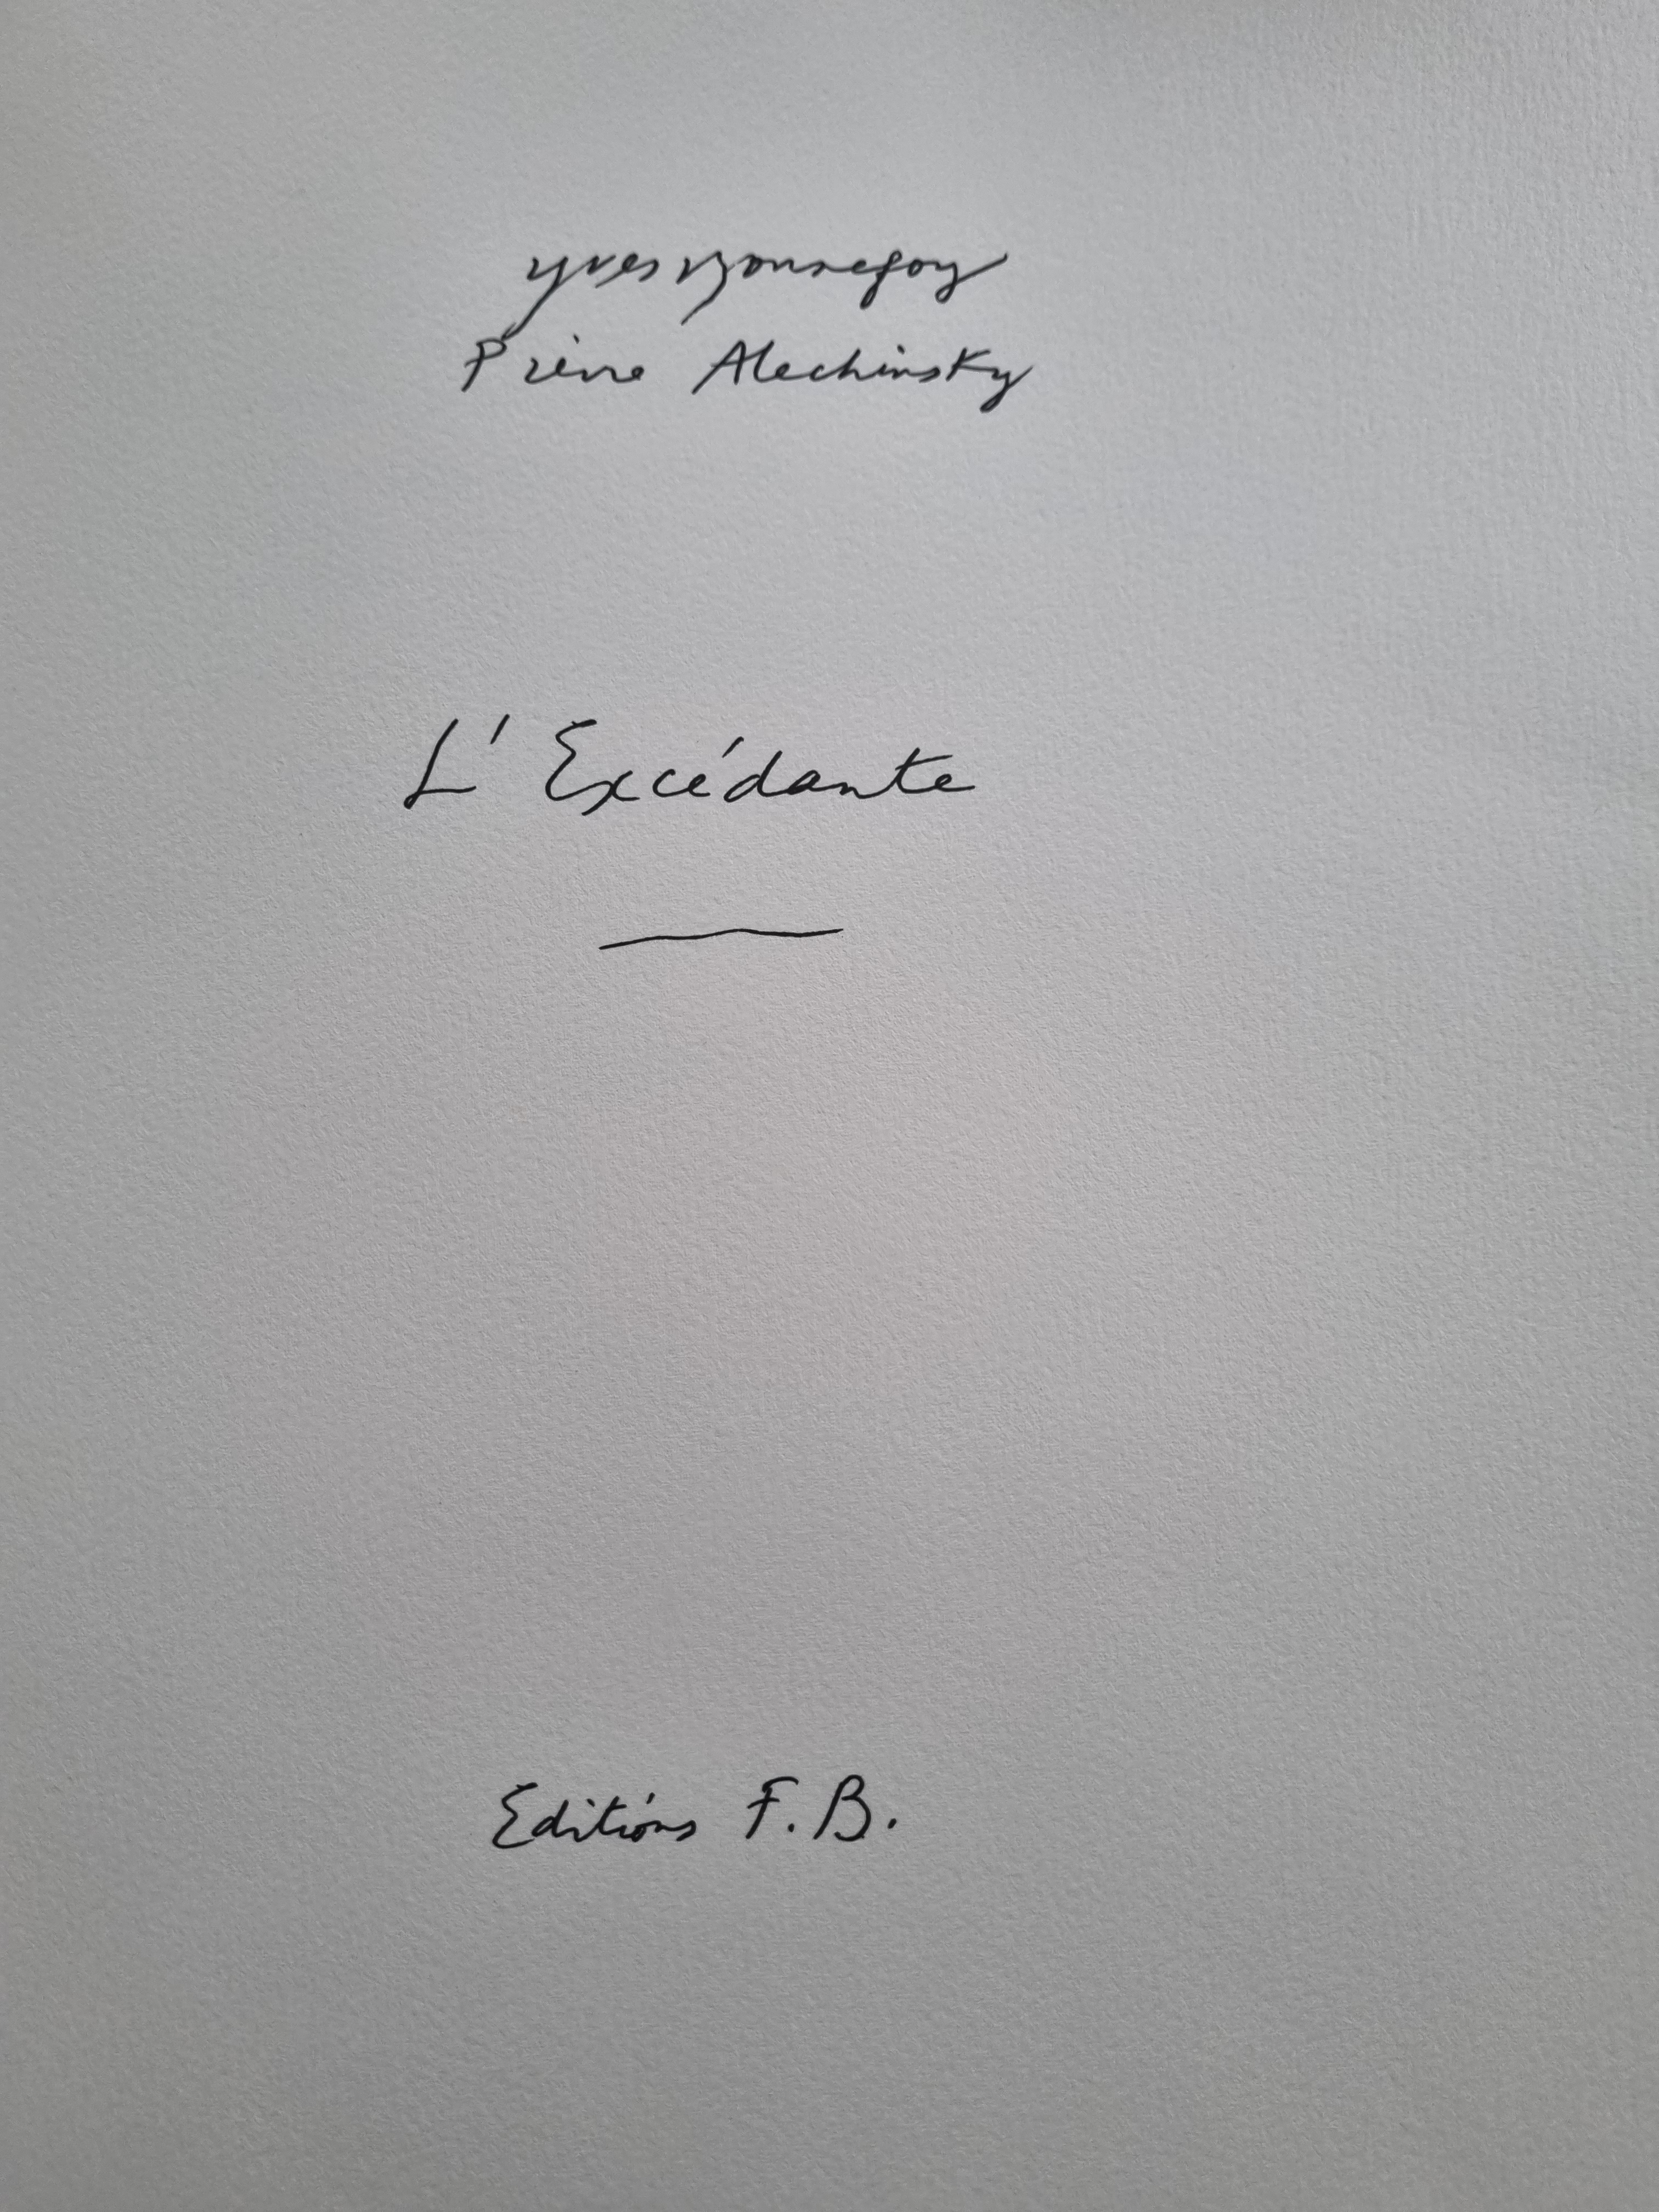 Yves Bonnefoy
Pierre Alechinsky
L'Excédante
Editions F.B.